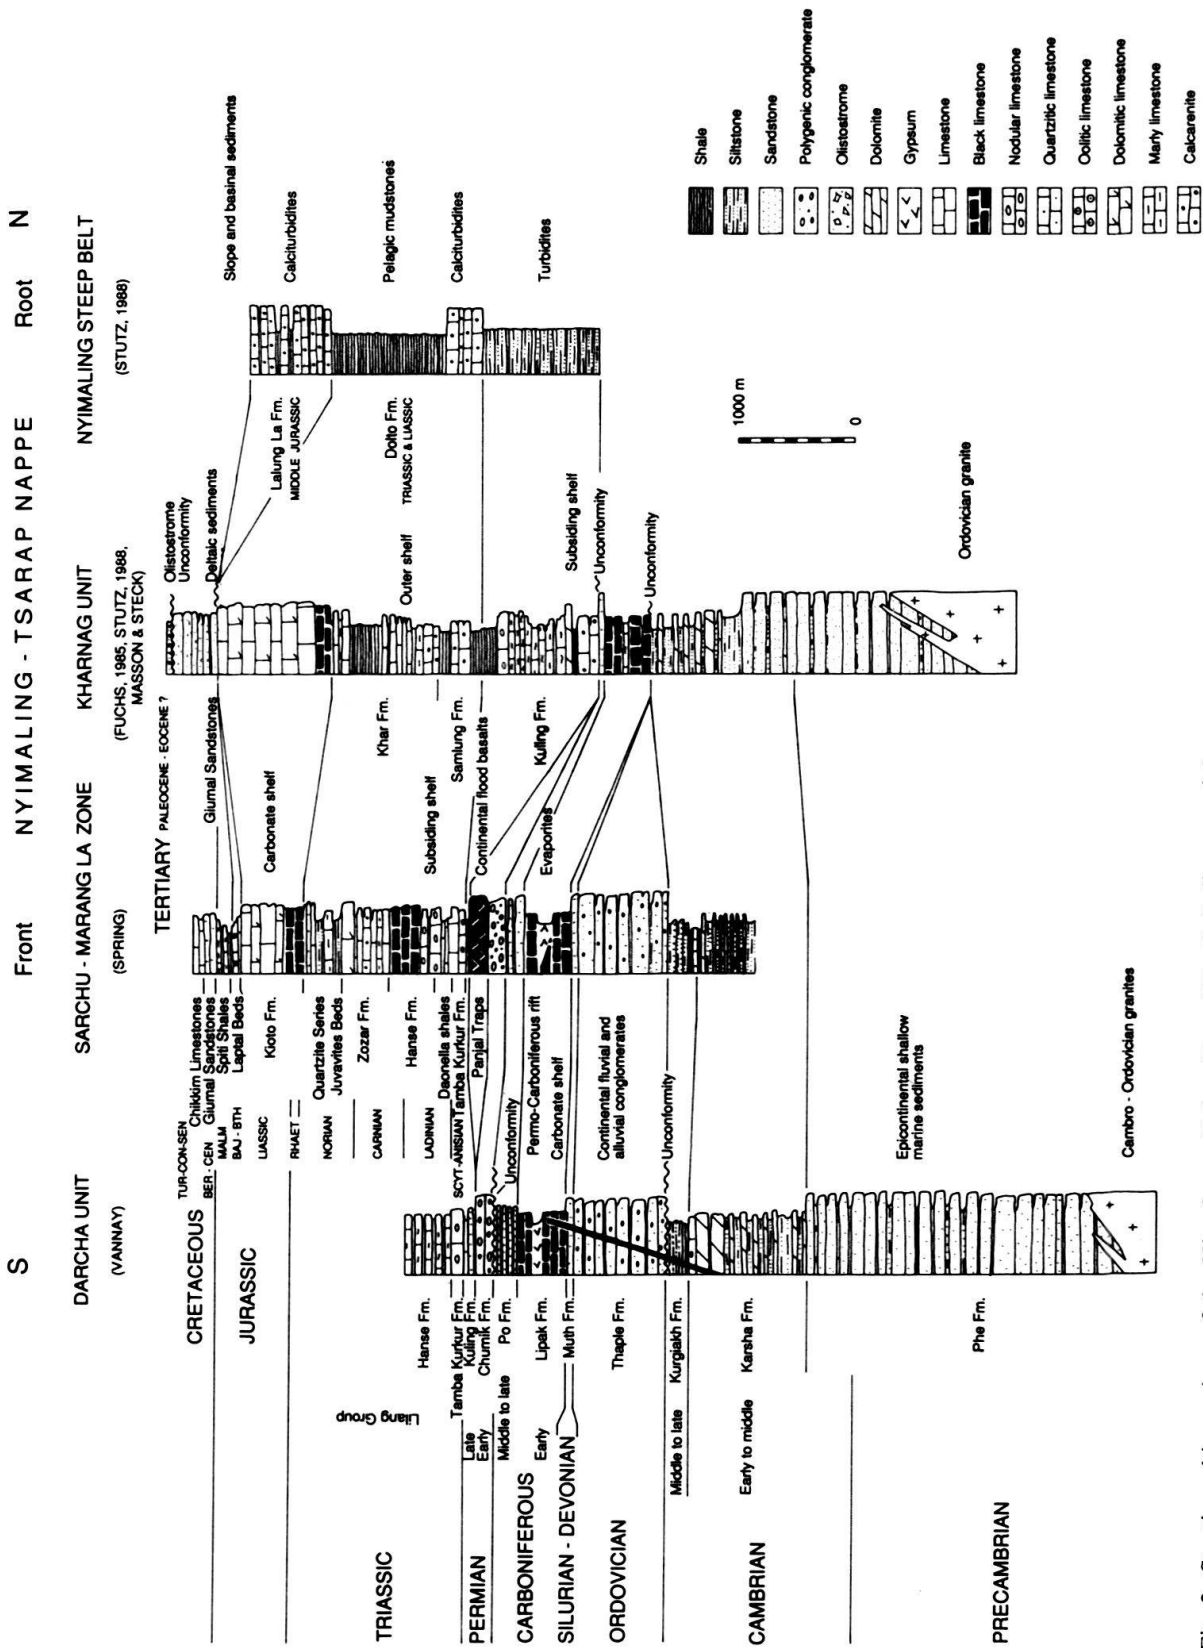 S
Front
NYIMALING - TSARAP NAPPE
Root
N
DARCHA UNIT
(VANNAY)
SARCHU - MARANG LA ZONE
(SPRING)
KHARNAG UNIT
(FUCHS, 1985, STUTZ, 1988,
MASSON & STECK)
NYIMALING STEEP BELT
(STUTZ, 1988)
TERTIARY PALEOCENE - EOCENE ?
CRETACEOUS
JURASSIC
TRIASSIC
PERMIAN
CARBONIFEROUS
SILURIAN - DEVONIAN
ORDOVICIAN
CAMBRIAN
PRECAMBRIAN
Lilang Group
Late
Early
Middle to late
Early
Middle to late
Early to middle
Hanse Fm.
Tamba Kurkur Fm.
Kuling Fm.
Chumik Fm.
Po Fm.
Lipak Fm.
Muth Fm.
Thaple Fm.
Kurgiakh Fm.
Karsha Fm.
Phe Fm.
TUR-CON-SEN
BER - CEN
MALM
BAJ - BTH
LIASSIC
RHAET
NORIAN
CARNIAN
LADINIAN
SCYT-ANISIAN
Chikkim Limestones
Giumal Sandstones
Spiti Shales
Laptal Beds
Kioto Fm.
Quartzite Series
Juvavites Beds
Zozar Fm.
Hanse Fm.
Daonella shales
Tamba Kurkur Fm.
Panjal Traps
Unconformity
Permo-Carboniferous rift
Carbonate shelf
Continental fluvial and
alluvial conglomerates
Unconformity
Epicontinental shallow
marine sediments
Cambro - Ordovician granites
Giumal Sandstones
Carbonate shelf
Subsiding shelf
Continental flood basalts
Evaporites
Khar Fm.
Samlung Fm.
Kuling Fm.
Olistostrome
Unconformity
Deltaic sediments
Outer shelf
Subsiding shelf
Unconformity
Unconformity
Ordovician granite
Lalung La Fm.
MIDDLE JURASSIC
Dolto Fm.
TRIASSIC & LIASSIC
Slope and basinal sediments
Calciturbidites
Pelagic mudstones
Calciturbidites
Turbidites
1000 m
0
Shale
Siltstone
Sandstone
Polygenic conglomerate
Olistostrome
Dolomite
Gypsum
Limestone
Black limestone
Nodular limestone
Quartzitic limestone
Oolitic limestone
Dolomitic limestone
Marly limestone
Calcarenite